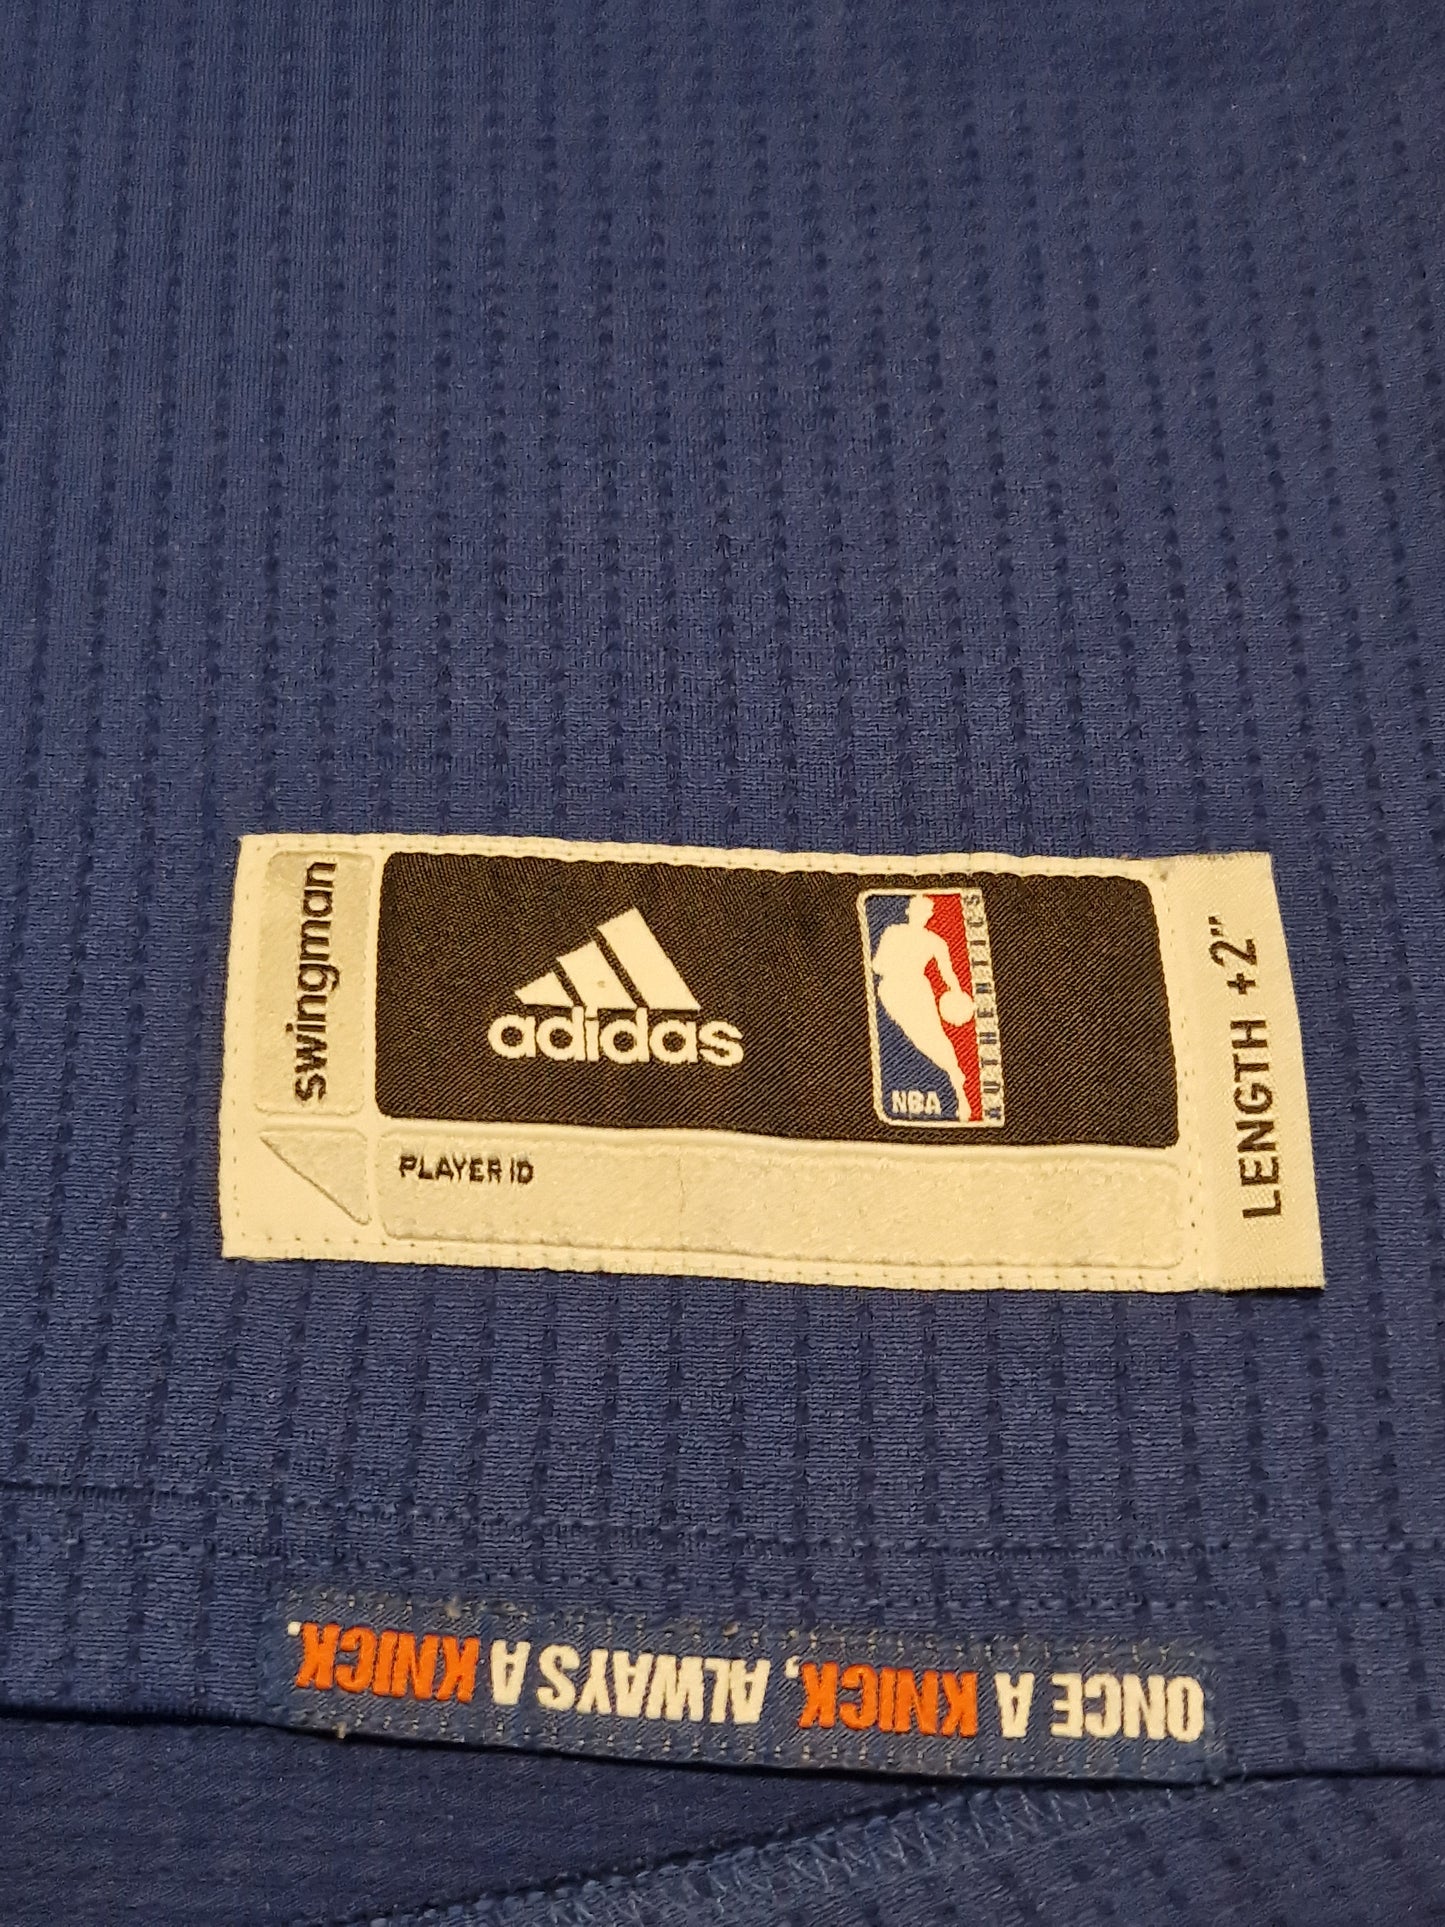 swingman
adidas
NBA
AUTHENTICS
LENGTH +2"
PLAYER ID
ONCE A KNICK, ALWAYS A KNICK.